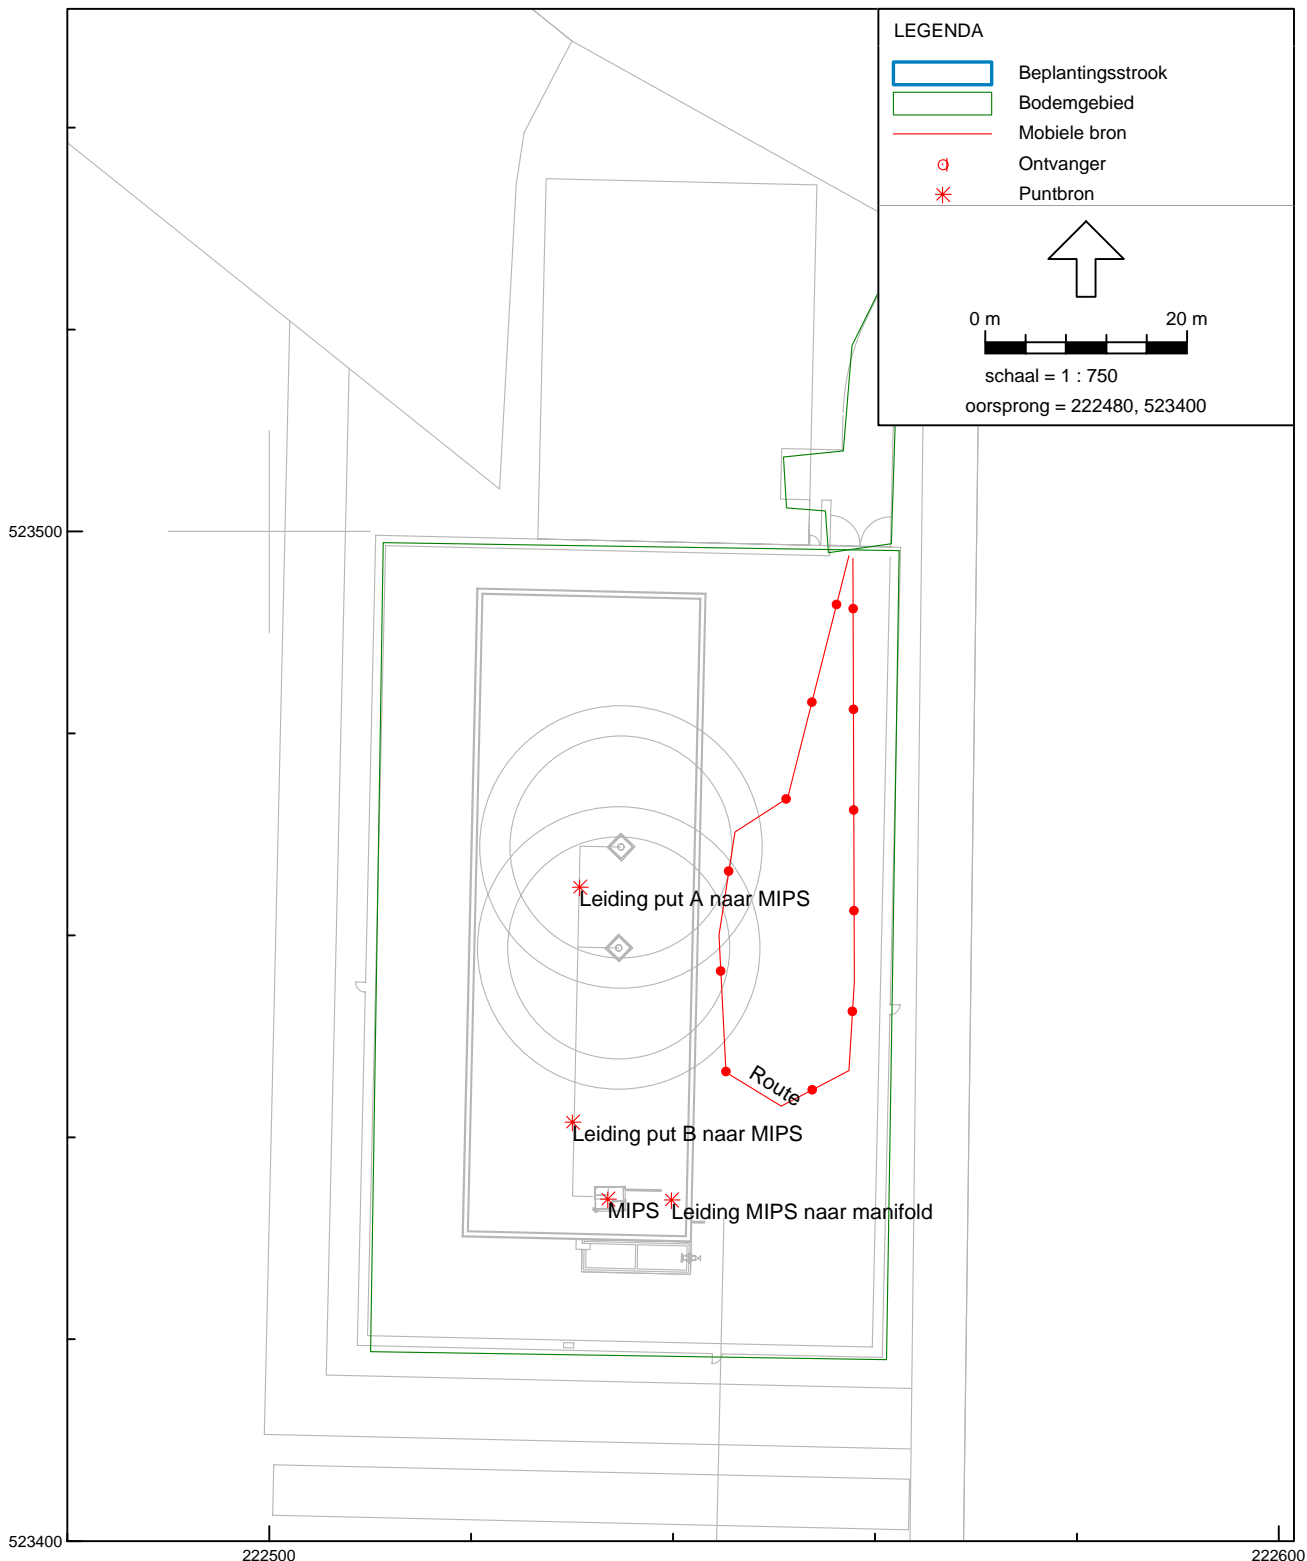 LEGENDA
Beplantingsstrook
Bodemgebied
Mobiele bron
Ontvanger
Puntbron
0 m 20 m
schaal = 1 : 750
oorsprong = 222480, 523400
523500
Leiding put A naar MIPS
Route
Leiding put B naar MIPS
MIPS
Leiding MIPS naar manifold
523400
222500
222600